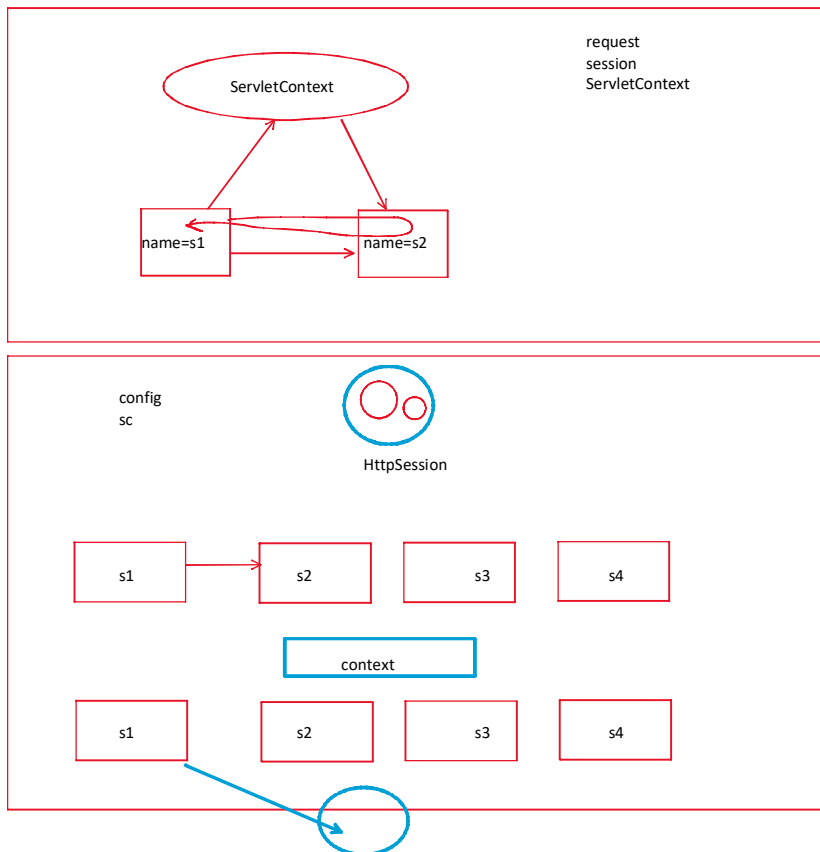 request
session
ServletContext
ServletContext
name=s1
name=s2
config
sc
HttpSession
s1
s2
s3
s4
context
s1
s2
s3
s4